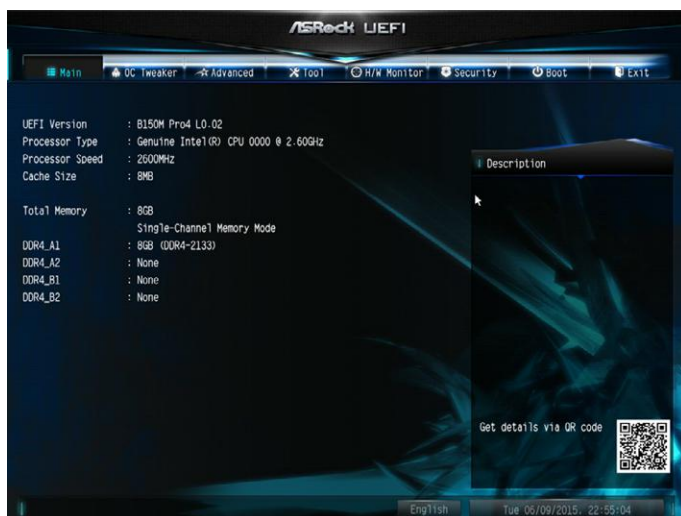 ASRock UEFI
Main OC Tweaker Advanced Tool H/W Monitor Security Boot Exit
UEFI Version : B150M Pro4 L0.02
Processor Type : Genuine Intel(R) CPU 0000 @ 2.60GHz
Processor Speed : 2600MHz
Cache Size : 8MB
Total Memory : 8GB
Single-Channel Memory Mode
DDR4_A1 : 8GB (DDR4-2133)
DDR4_A2 : None
DDR4_B1 : None
DDR4_B2 : None
Description
Get details via QR code
English
Tue 06/09/2015. 22:55:04